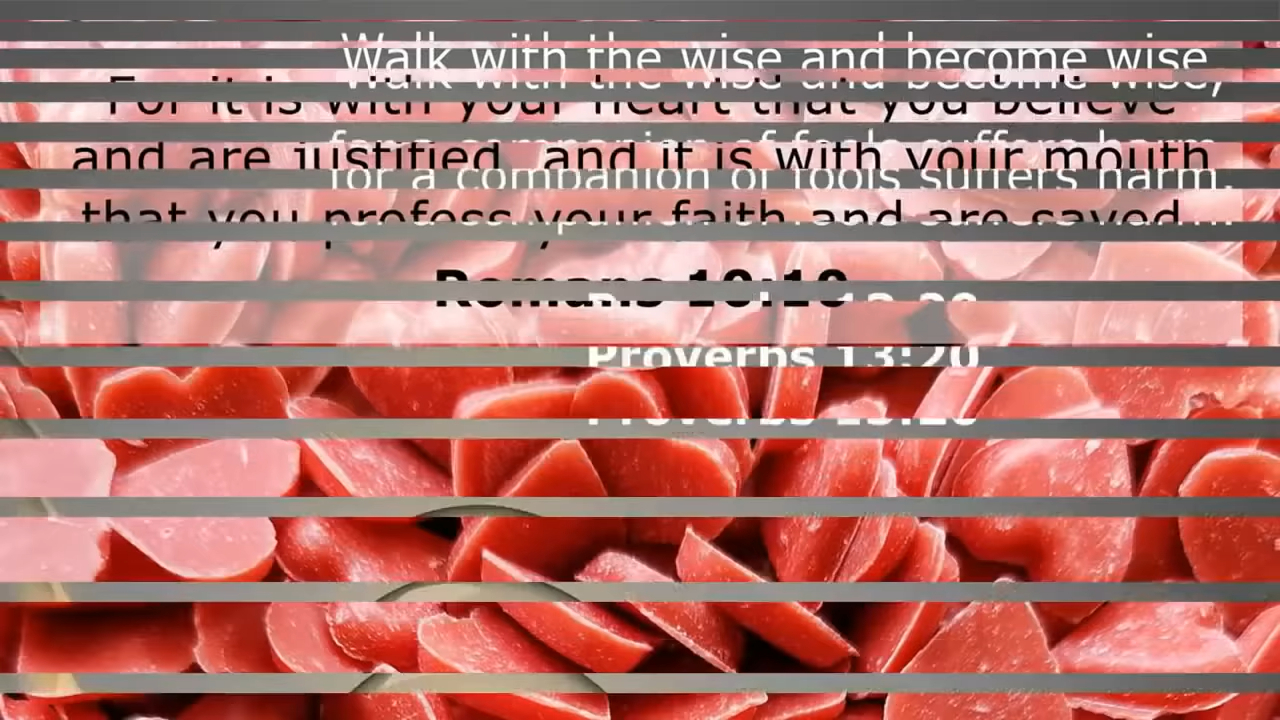 Walk with the wise and become wise,
for a companion of fools suffers harm.
Proverbs 13:20
For it is with your heart that you believe
and are justified, and it is with your mouth
that you profess your faith and are saved.
Romans 10:10